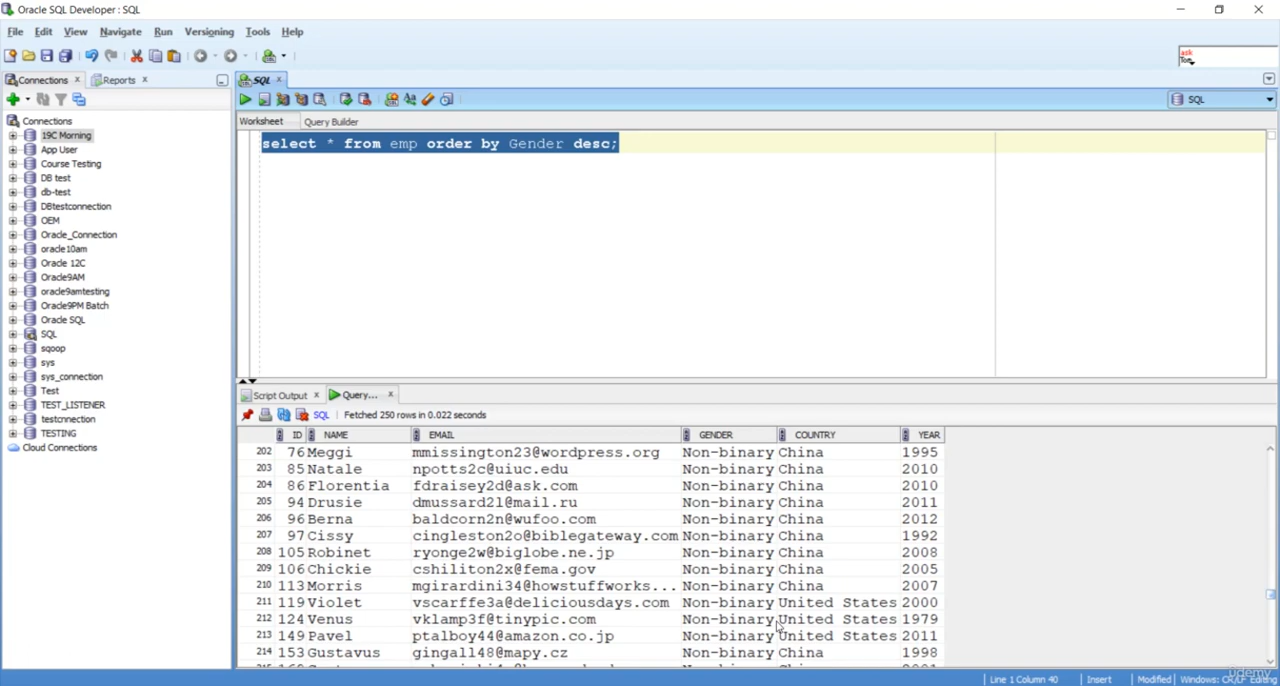 Oracle SQL Developer : SQL
File Edit View Navigate Run Versioning Tools Help
ask
Tom
Connections Reports SQL
SQL
Connections
19C Morning
App User
Course Testing
DB test
db-test
DBtestconnection
OEM
Oracle_Connection
oracle10am
Oracle 12C
Oracle9AM
oracle9amtesting
Oracle9PM Batch
Oracle SQL
SQL
sqoop
sys
sys_connection
Test
TEST_LISTENER
testcnnection
TESTING
Cloud Connections
Worksheet Query Builder
select * from emp order by Gender desc;
Script Output Query...
SQL Fetched 250 rows in 0.022 seconds
ID NAME EMAIL GENDER COUNTRY YEAR
202 76 Meggi mmissington23@wordpress.org Non-binary China 1995
203 85 Natale npotts2c@uiuc.edu Non-binary China 2010
204 86 Florentia fdraisey2d@ask.com Non-binary China 2010
205 94 Drusie dmussard2l@mail.ru Non-binary China 2011
206 96 Berna baldcorn2n@wufoo.com Non-binary China 2012
207 97 Cissy cingleston2o@biblegateway.com Non-binary China 1992
208 105 Robinet ryonge2w@biglobe.ne.jp Non-binary China 2008
209 106 Chickie cshiliton2x@fema.gov Non-binary China 2005
210 113 Morris mgirardini34@howstuffworks... Non-binary China 2007
211 119 Violet vscarffe3a@deliciousdays.com Non-binary United States 2000
212 124 Venus vklamp3f@tinypic.com Non-binary United States 1979
213 149 Pavel ptalboy44@amazon.co.jp Non-binary United States 2011
214 153 Gustavus gingall48@mapy.cz Non-binary China 1998
Line 1 Column 40 Insert Modified Windows: CR/LF Editing
udemy